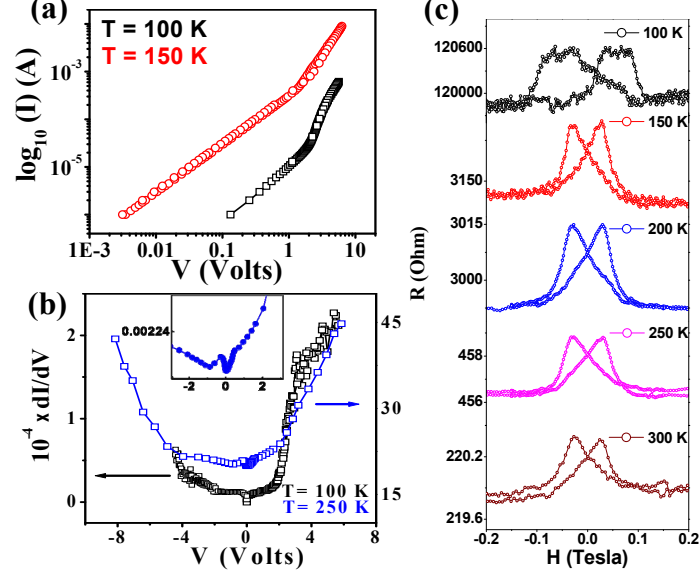 (a)
T = 100 K
T = 150 K
log₁₀ (I) (A)
10⁻³
10⁻⁵
1E-3 0.01 0.1 1 10
V (Volts)
(b)
0.00224
-2 0 2
10⁻⁴ x dI/dV
2
1
0
45
30
15
T= 100 K
T= 250 K
-8 -4 0 4 8
V (Volts)
(c)
100 K
120600
120000
150 K
3150
200 K
3015
3000
250 K
458
456
300 K
220.2
219.6
R (Ohm)
-0.2 -0.1 0.0 0.1 0.2
H (Tesla)